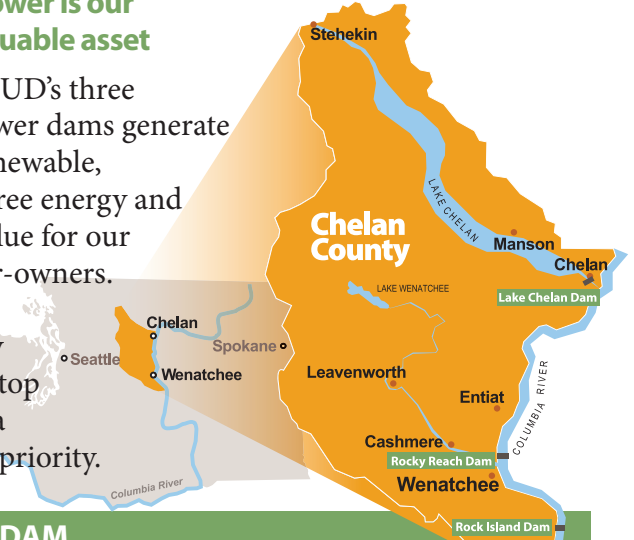 ower is our
uable asset
UD’s three
wer dams generate
newable,
ree energy and
lue for our
r-owners.
top
a
priority.
Stehekin
LAKE CHELAN
Chelan
County
Manson
Chelan
Lake Chelan Dam
LAKE WENATCHEE
Leavenworth
Entiat
COLUMBIA RIVER
Cashmere
Rocky Reach Dam
Wenatchee
Rock Island Dam
Chelan
Seattle
Spokane
Wenatchee
Columbia River
DAM